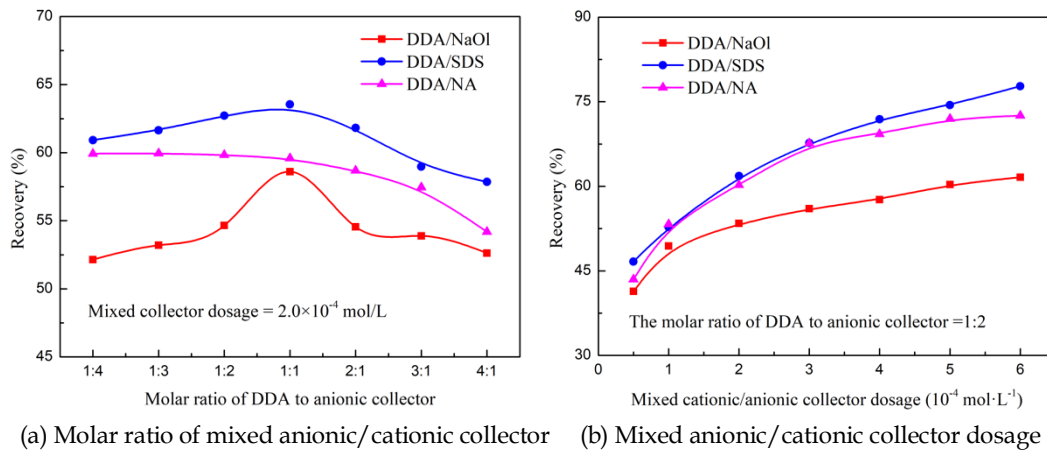 70
65
60
55
50
45
Recovery (%)
DDA/NaOl
DDA/SDS
DDA/NA
Mixed collector dosage = 2.0×10⁻⁴ mol/L
1:4 1:3 1:2 1:1 2:1 3:1 4:1
Molar ratio of DDA to anionic collector
(a) Molar ratio of mixed anionic/cationic collector
90
75
60
45
30
Recovery (%)
DDA/NaOl
DDA/SDS
DDA/NA
The molar ratio of DDA to anionic collector =1:2
0 1 2 3 4 5 6
Mixed cationic/anionic collector dosage (10⁻⁴ mol·L⁻¹)
(b) Mixed anionic/cationic collector dosage